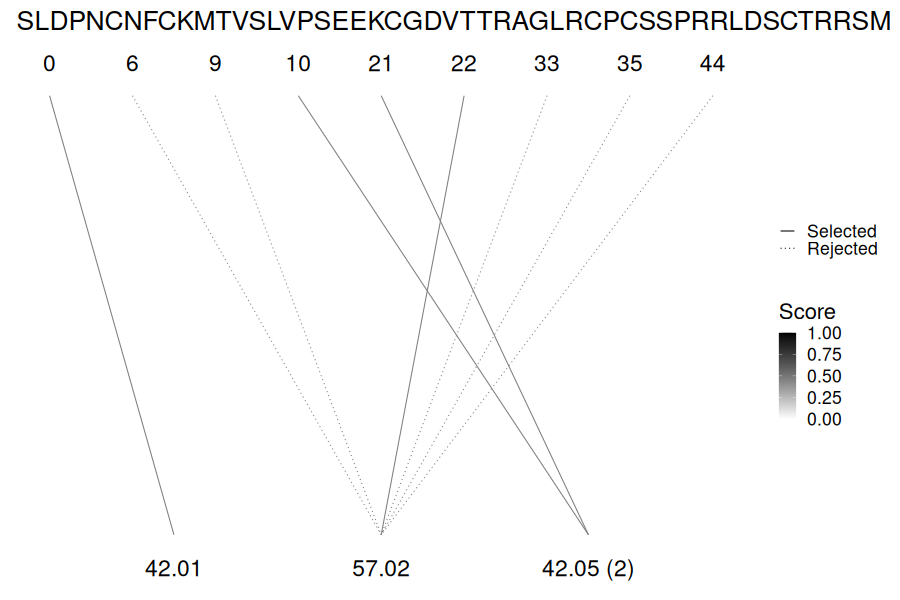 SLDPNCNFCKMTVSLVPSEEKCGDVTTRAGLRCPCSSPRRLDSCTRRSM
0 6 9 10 21 22 33 35 44
Selected
Rejected
Score
1.00
0.75
0.50
0.25
0.00
42.01 57.02 42.05 (2)